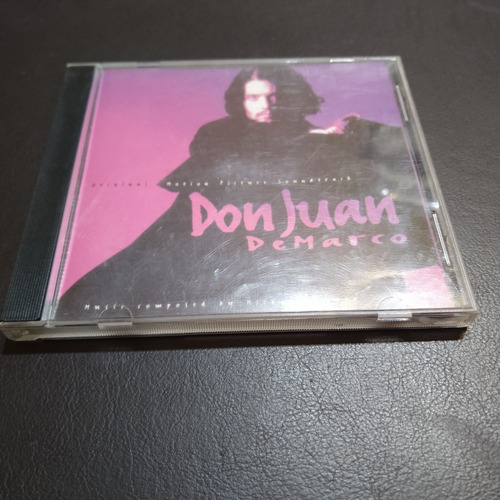 Original Motion Picture Soundtrack
Don Juan
DeMarco
Music composed by